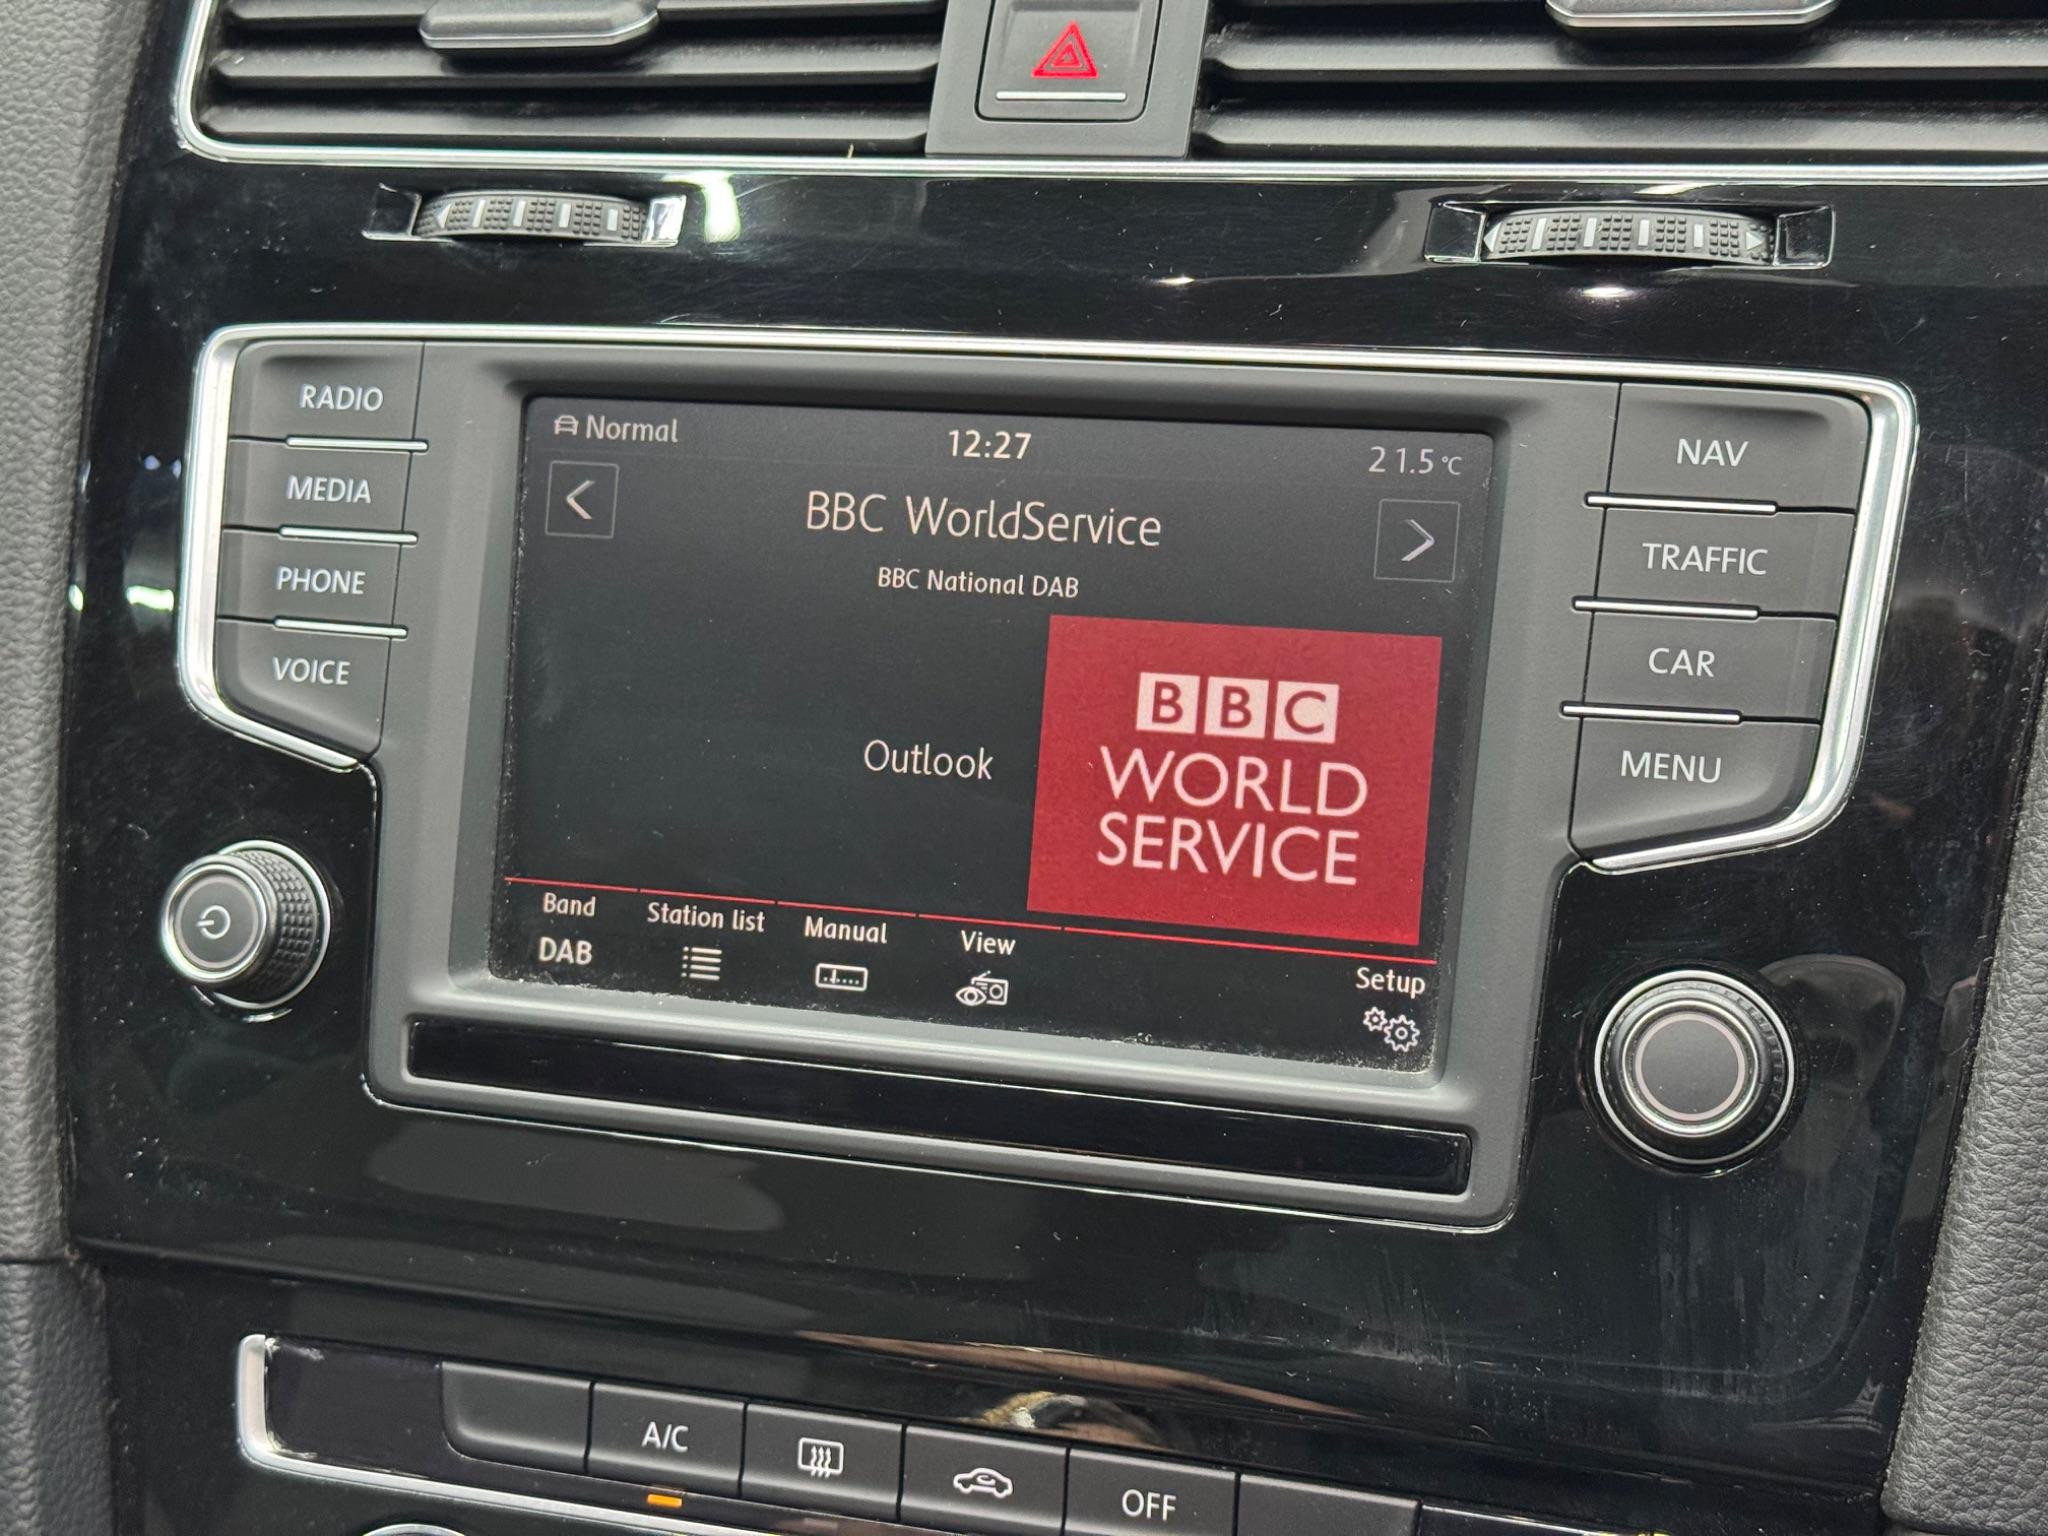 RADIO
MEDIA
PHONE
VOICE
Normal
12:27
21.5°C
BBC WorldService
BBC National DAB
Outlook
BBC
WORLD
SERVICE
Band
DAB
Station list
Manual
View
Setup
NAV
TRAFFIC
CAR
MENU
A/C
OFF